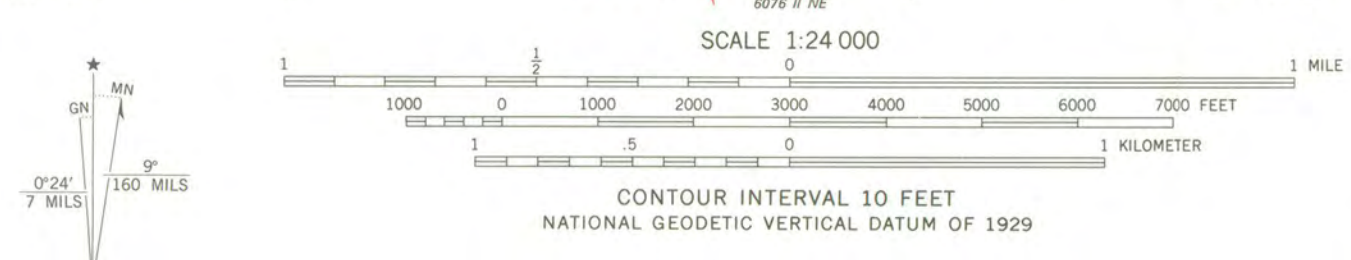 6076 II NE
SCALE 1:24 000
1 1/2 0 1 MILE
1000 0 1000 2000 3000 4000 5000 6000 7000 FEET
1 .5 0 1 KILOMETER
CONTOUR INTERVAL 10 FEET
NATIONAL GEODETIC VERTICAL DATUM OF 1929
★
GN MN
0°24′
7 MILS
9°
160 MILS